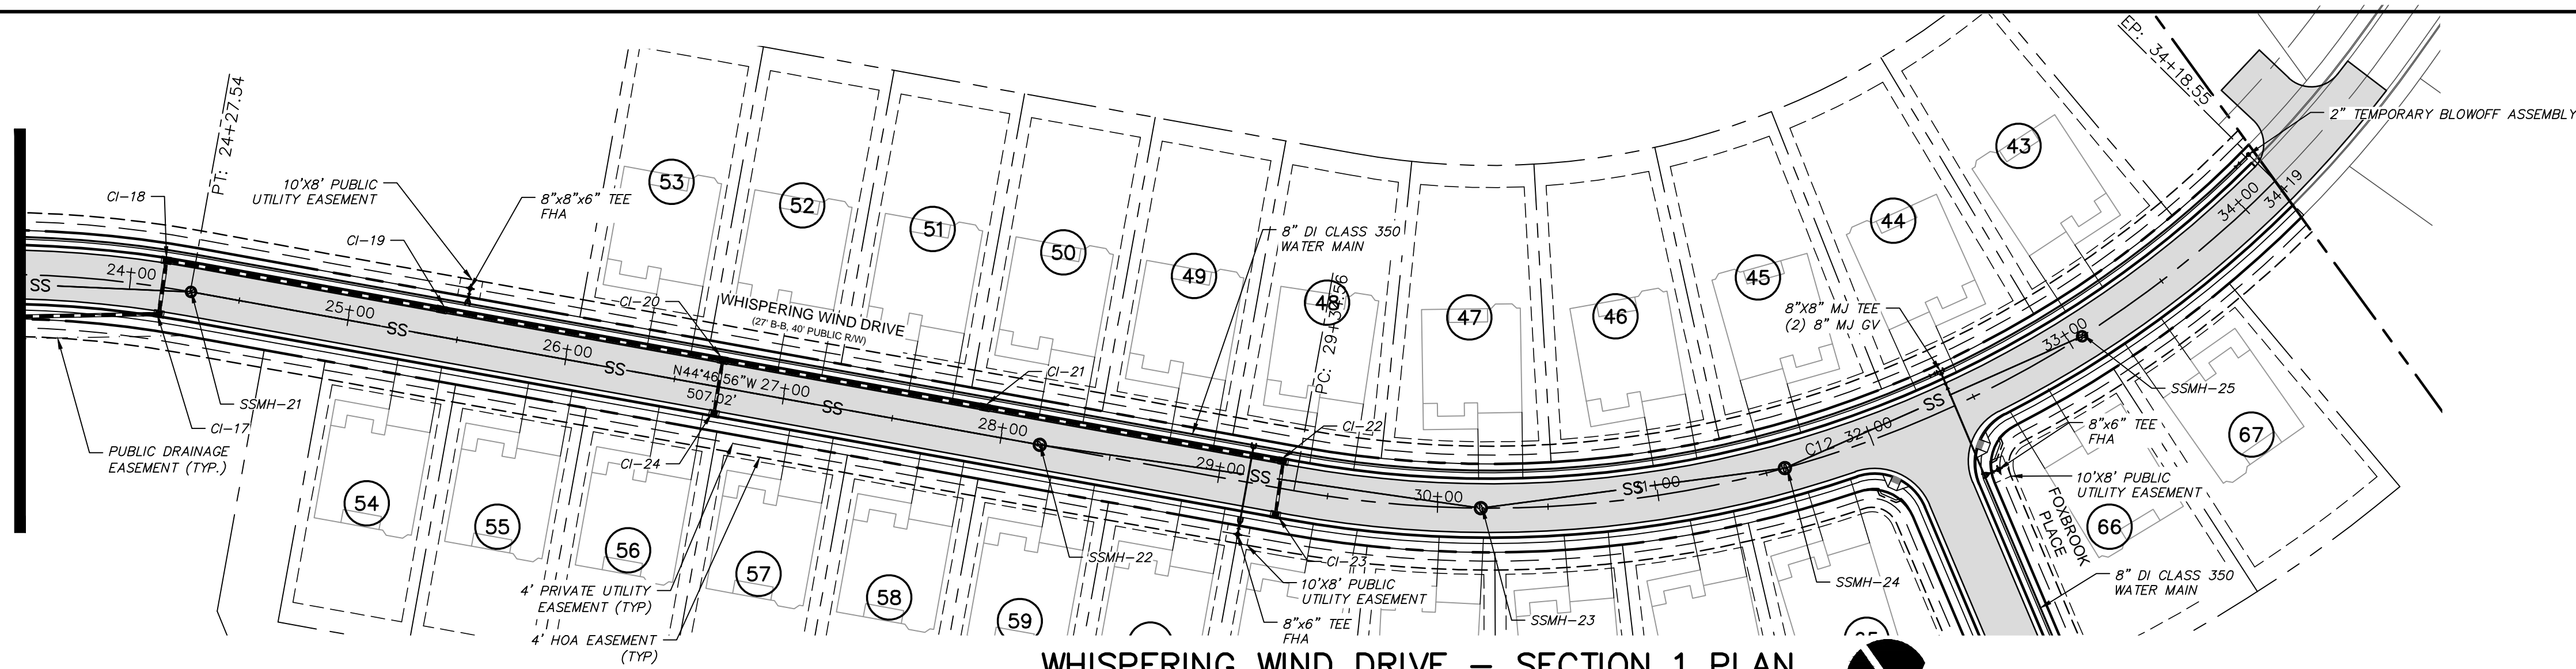 EP: 34+18.55
2” TEMPORARY BLOWOFF ASSEMBLY
PT: 24+27.54
10'X8' PUBLIC
UTILITY EASEMENT
8”x8”x6” TEE
FHA
CI-18
CI-19
53
52
51
50
49
48
47
46
45
44
43
8” DI CLASS 350
WATER MAIN
PC: 29+
8”X8” MJ TEE
(2) 8” MJ GV
34+00
34+19
CI-20
WHISPERING WIND DRIVE
(27' B-B, 40' PUBLIC R/W)
24+00
SS
25+00
SS
26+00
SS
N44°46'56”W
507.02'
27+00
SS
CI-21
28+00
CI-22
29+00
SS
30+00
SS
31+00
C12
32+00
SS
33+00
SSMH-25
SSMH-21
CI-17
PUBLIC DRAINAGE
EASEMENT (TYP.)
CI-24
54
55
56
57
58
59
4' PRIVATE UTILITY
EASEMENT (TYP)
4' HOA EASEMENT
(TYP)
SSMH-22
CI-23
10'X8' PUBLIC
UTILITY EASEMENT
8”x6” TEE
FHA
SSMH-23
SSMH-24
8”x6” TEE
FHA
67
10'X8' PUBLIC
UTILITY EASEMENT
FOXBROOK
PLACE
66
8” DI CLASS 350
WATER MAIN
WHISPERING WIND DRIVE – SECTION 1 PLAN